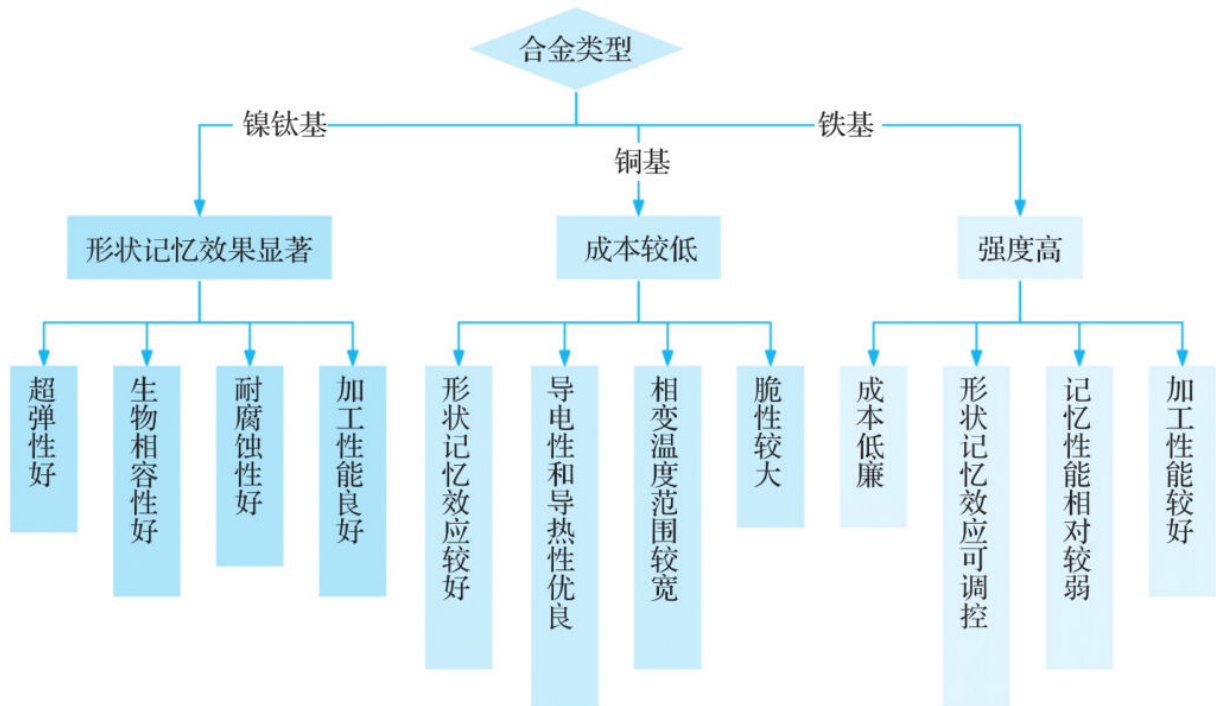 合金类型
镍钛基
铁基
铜基
形状记忆效果显著
成本较低
强度高
超弹性好
生物相容性好
耐腐蚀性好
加工性能良好
形状记忆效应较好
导电性和导热性优良
相变温度范围较宽
脆性较大
成本低廉
形状记忆效应可调控
记忆性能相对较弱
加工性能较好